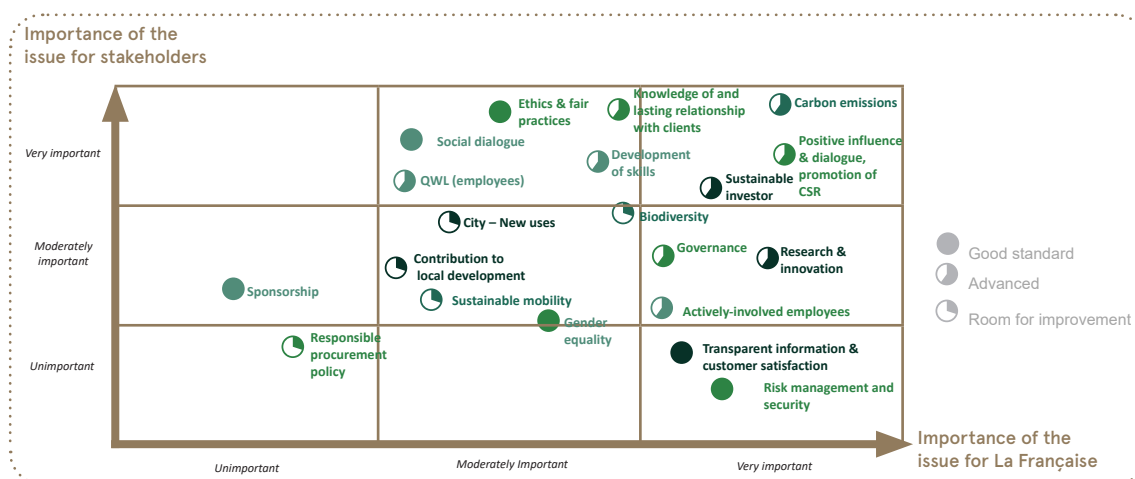 Importance of the
issue for stakeholders
Very important
Moderately
important
Unimportant
Ethics & fair
practices
Knowledge of and
lasting relationship
with clients
Carbon emissions
Social dialogue
Development
of skills
Positive influence
& dialogue,
promotion of
CSR
QWL (employees)
Sustainable
investor
City – New uses
Biodiversity
Contribution to
local development
Governance
Research &
innovation
Sponsorship
Sustainable mobility
Actively-involved employees
Gender
equality
Responsible
procurement
policy
Transparent information &
customer satisfaction
Risk management and
security
Good standard
Advanced
Room for improvement
Unimportant
Moderately Important
Very important
Importance of the
issue for La Française